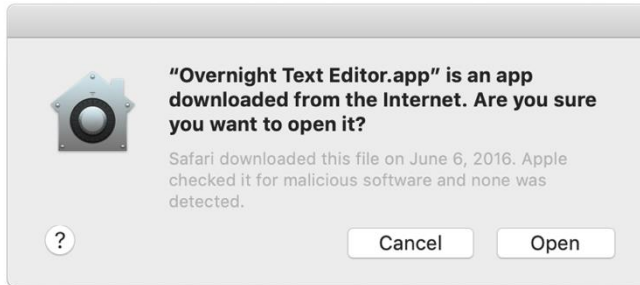 “Overnight Text Editor.app” is an app
downloaded from the Internet. Are you sure
you want to open it?
Safari downloaded this file on June 6, 2016. Apple
checked it for malicious software and none was
detected.
?
Cancel
Open